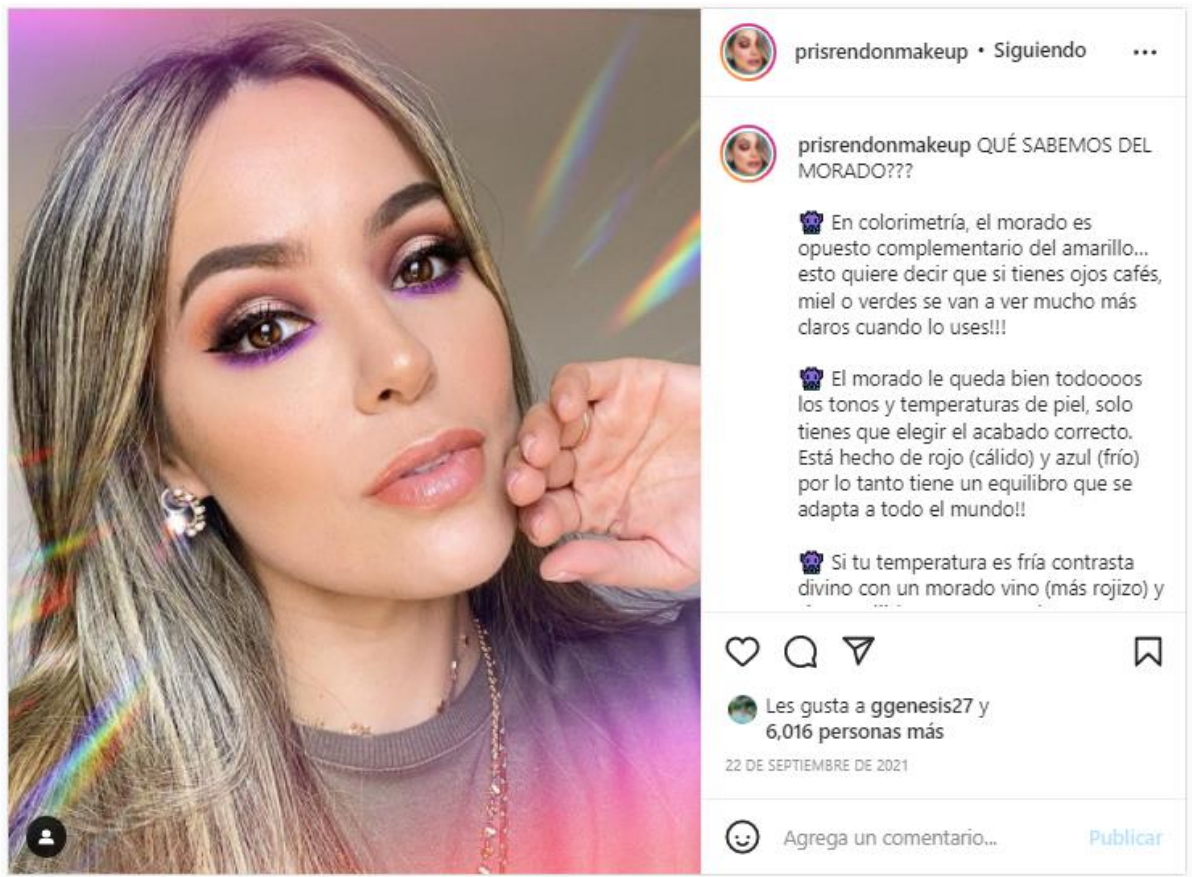 prisrendonmakeup • Siguiendo
prisrendonmakeup QUÉ SABEMOS DEL
MORADO???
En colorimetría, el morado es
opuesto complementario del amarillo...
esto quiere decir que si tienes ojos cafés,
miel o verdes se van a ver mucho más
claros cuando lo uses!!!
El morado le queda bien todoooos
los tonos y temperaturas de piel, solo
tienes que elegir el acabado correcto.
Está hecho de rojo (cálido) y azul (frío)
por lo tanto tiene un equilibro que se
adapta a todo el mundo!!
Si tu temperatura es fría contrasta
divino con un morado vino (más rojizo) y
Les gusta a ggenesis27 y
6,016 personas más
22 DE SEPTIEMBRE DE 2021
Agrega un comentario...
Publicar